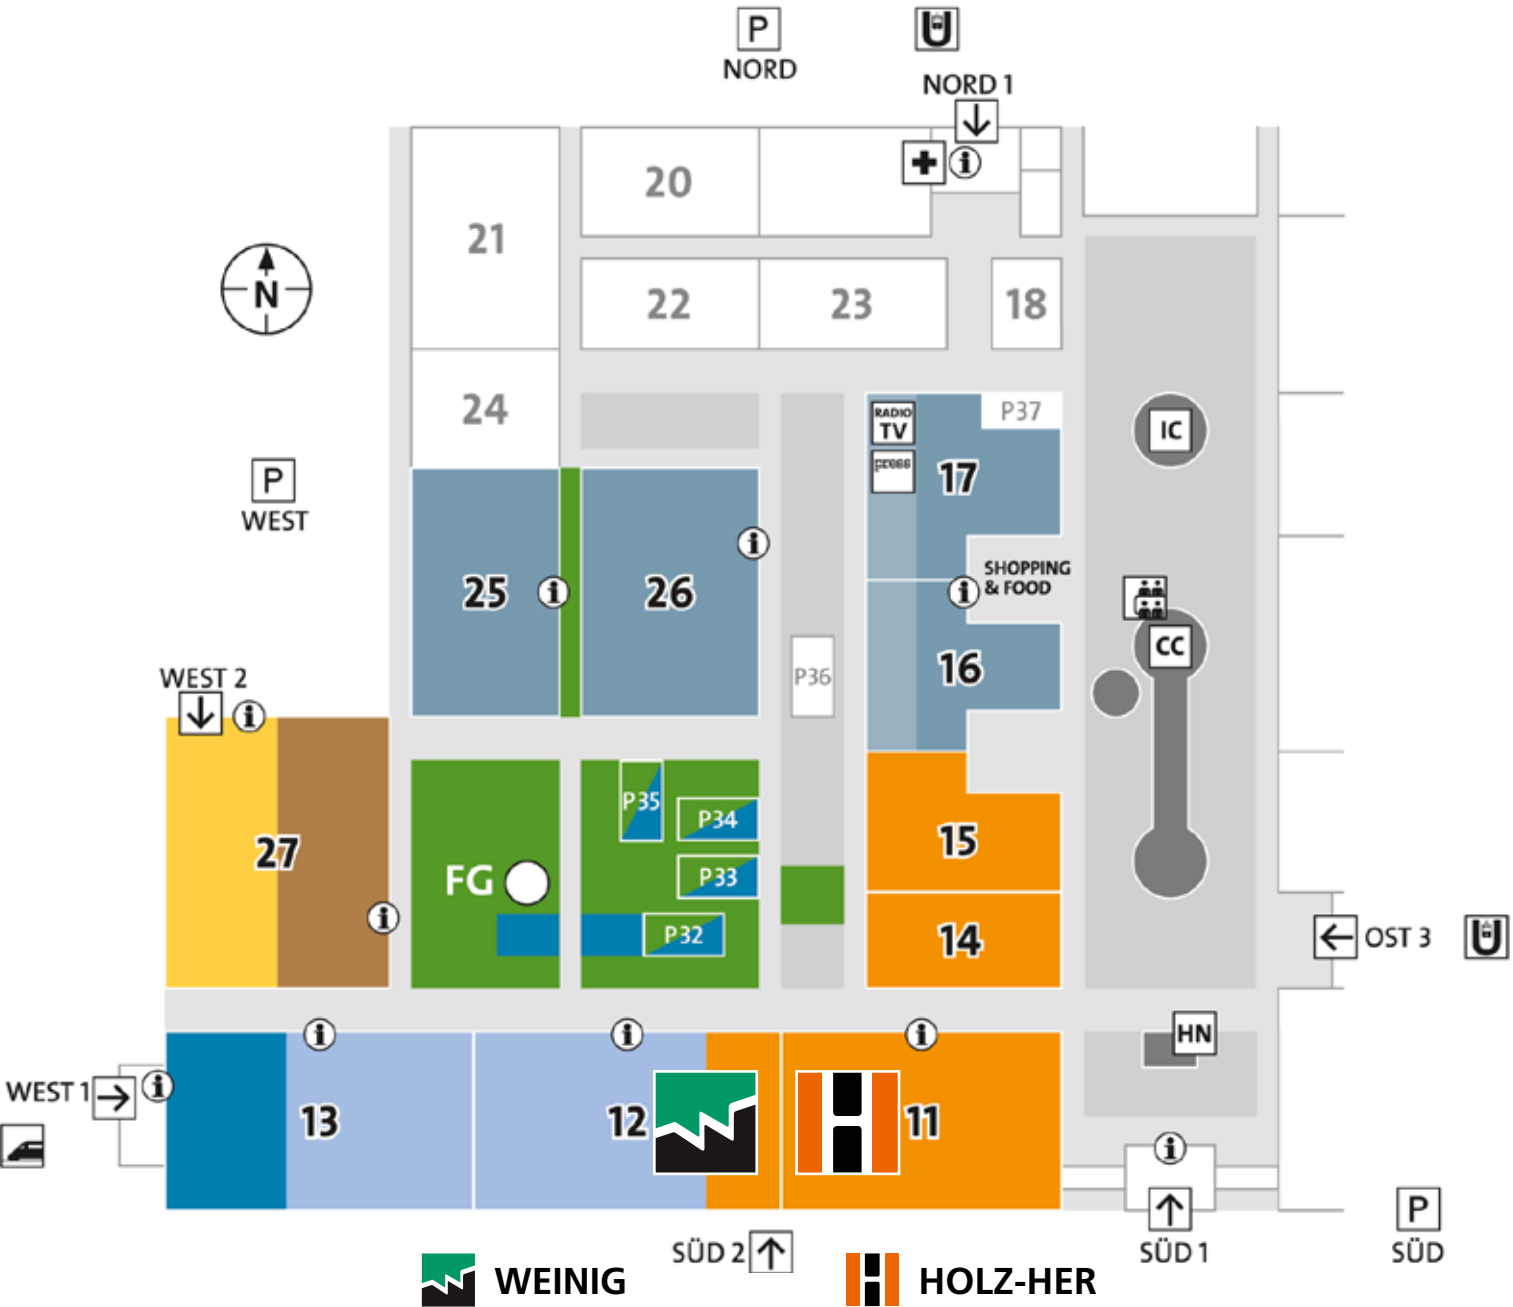 P
U
NORD
NORD 1
i
20
21
N
22
23
18
24
P37
RADIO
TV
IC
press
17
P
WEST
i
SHOPPING
& FOOD
25
i
26
i
CC
16
P36
WEST 2
i
P35
P34
15
27
FG
P33
i
P32
14
OST 3
U
i
i
i
HN
WEST 1
i
13
12
11
i
P
SÜD 2
SÜD 1
SÜD
WEINIG
HOLZ-HER